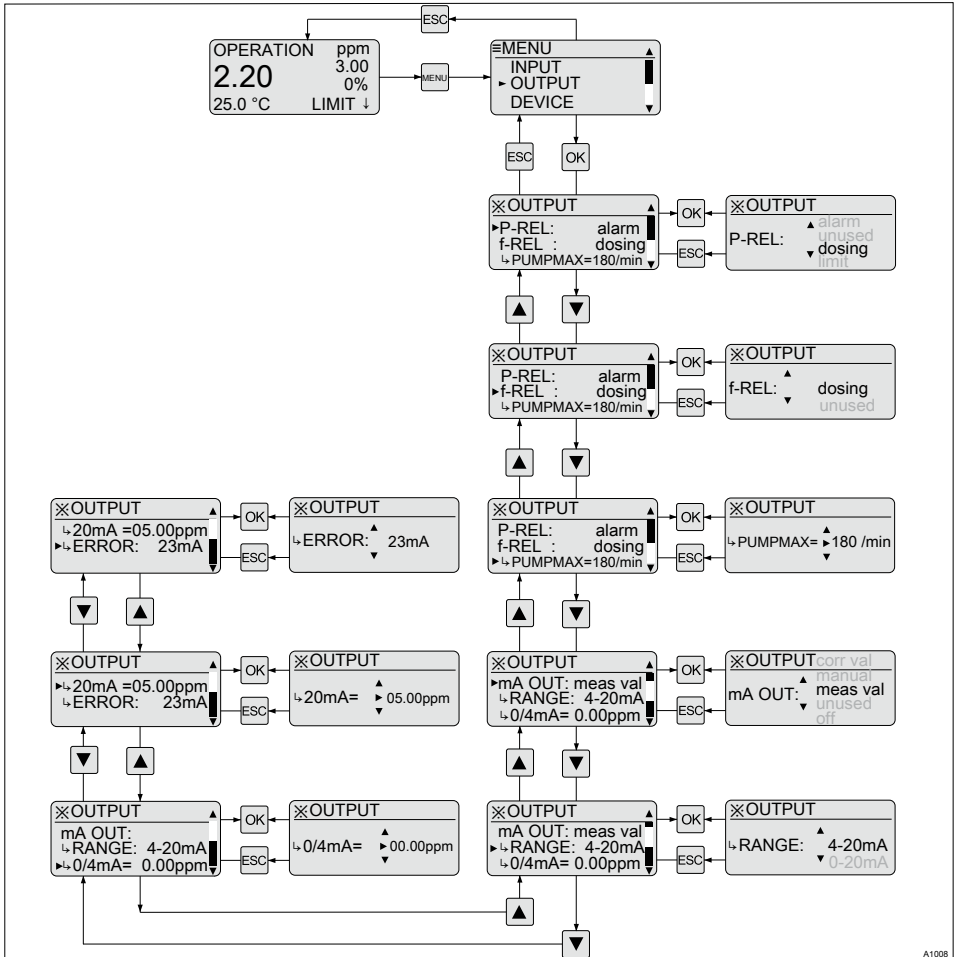 ESC
OPERATION ppm
3.00
2.20
0%
25.0 °C LIMIT ↓
MENU
≡MENU ▲
INPUT
► OUTPUT
DEVICE ▼
ESC OK
※OUTPUT ▲
►P-REL: alarm
f-REL : dosing
↳PUMPMAX=180/min ▼
OK
ESC
※OUTPUT
▲ alarm
unused
P-REL: dosing
▼ limit
▲ ▼
※OUTPUT ▲
P-REL: alarm
►f-REL : dosing
↳PUMPMAX=180/min ▼
OK
ESC
※OUTPUT
▲
f-REL: dosing
▼ unused
▲ ▼
※OUTPUT ▲
↳20mA =05.00ppm
►↳ERROR: 23mA ▼
OK
ESC
※OUTPUT
▲
↳ERROR: 23mA
▼
※OUTPUT ▲
P-REL: alarm
f-REL : dosing
►↳PUMPMAX=180/min ▼
OK
ESC
※OUTPUT
▲
↳PUMPMAX= ►180 /min
▼
▼ ▲
▲ ▼
※OUTPUT ▲
►↳20mA =05.00ppm
↳ERROR: 23mA ▼
OK
ESC
※OUTPUT
▲
↳20mA= ► 05.00ppm
▼
※OUTPUT ▲
►mA OUT: meas val
↳RANGE: 4-20mA
↳0/4mA= 0.00ppm ▼
OK
ESC
※OUTPUT corr val
▲ manual
mA OUT: meas val
▼ unused
off
▼ ▲
▲ ▼
※OUTPUT ▲
mA OUT:
↳RANGE: 4-20mA
►↳0/4mA= 0.00ppm ▼
OK
ESC
※OUTPUT
▲
↳0/4mA= ► 00.00ppm
▼
※OUTPUT ▲
mA OUT: meas val
►↳RANGE: 4-20mA
↳0/4mA= 0.00ppm ▼
OK
ESC
※OUTPUT
▲
↳RANGE: 4-20mA
▼ 0-20mA
▲
▼
A1008